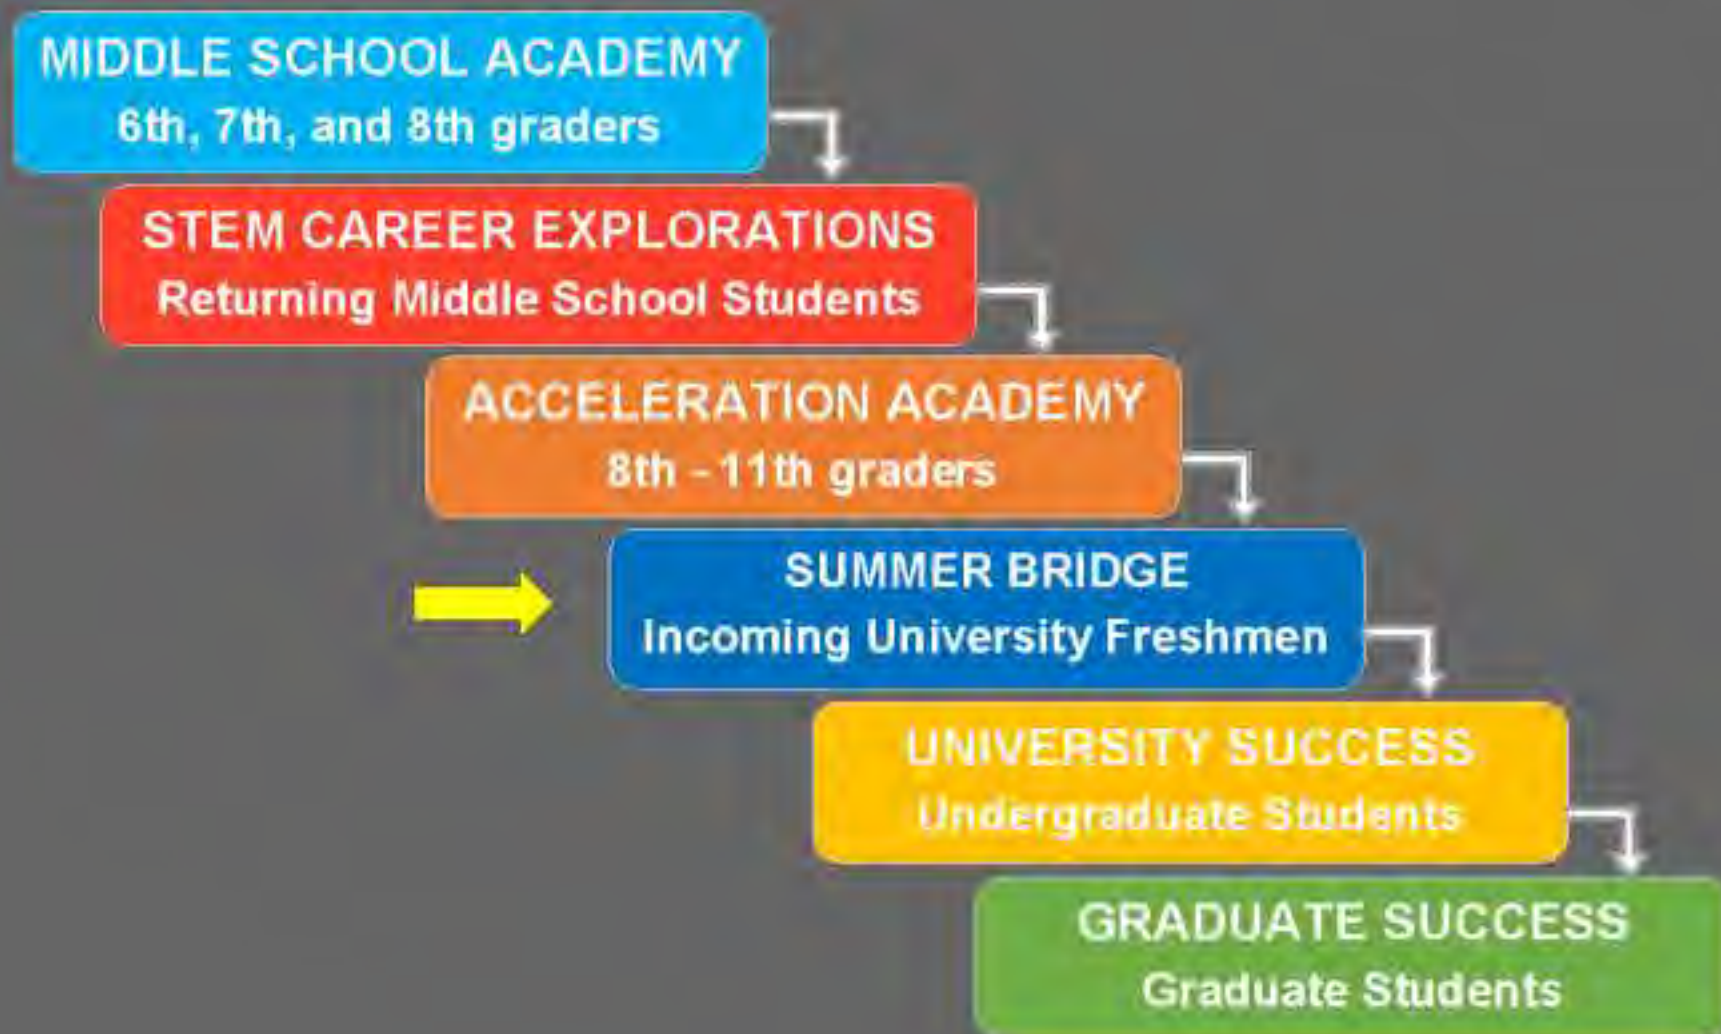 MIDDLE SCHOOL ACADEMY
6th, 7th, and 8th graders
STEM CAREER EXPLORATIONS
Returning Middle School Students
ACCELERATION ACADEMY
8th - 11th graders
SUMMER BRIDGE
Incoming University Freshmen
UNIVERSITY SUCCESS
Undergraduate Students
GRADUATE SUCCESS
Graduate Students